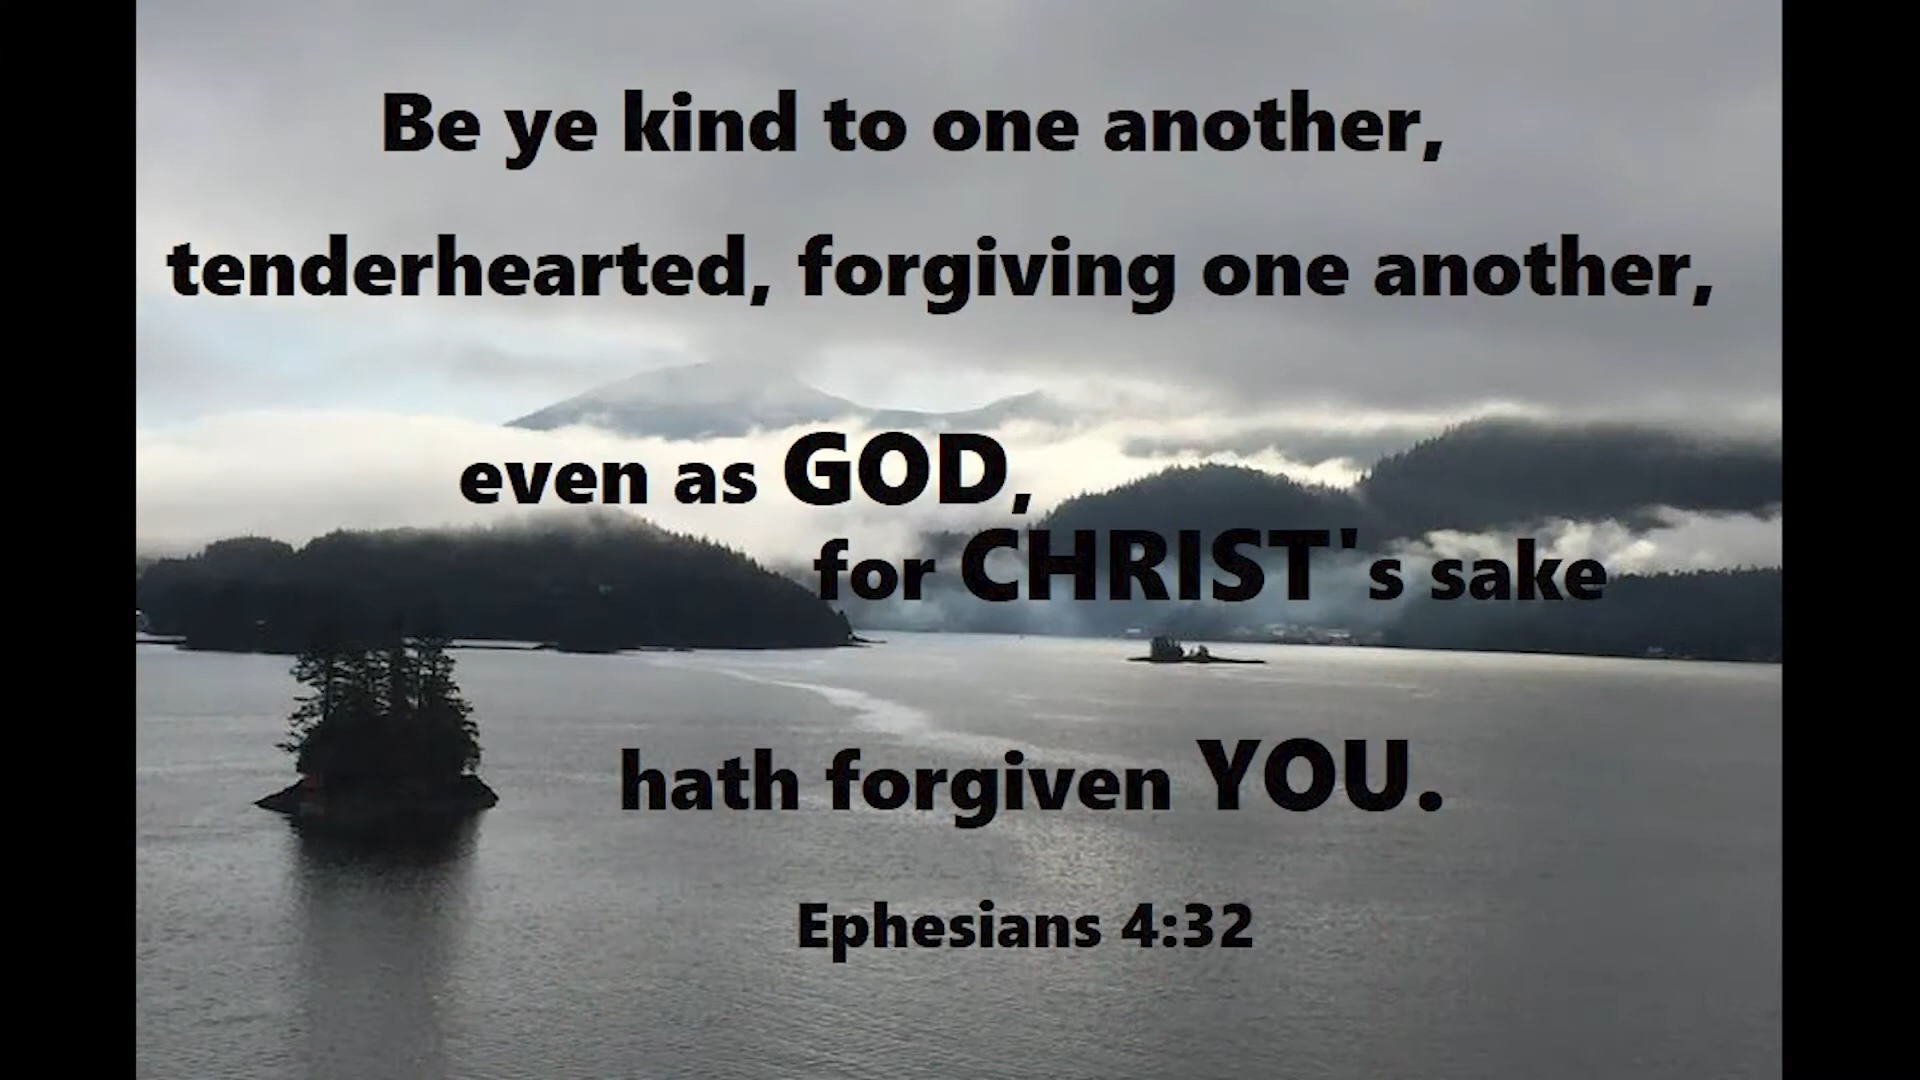 Be ye kind to one another,
tenderhearted, forgiving one another,
even as GOD,
for CHRIST's sake
hath forgiven YOU.
Ephesians 4:32